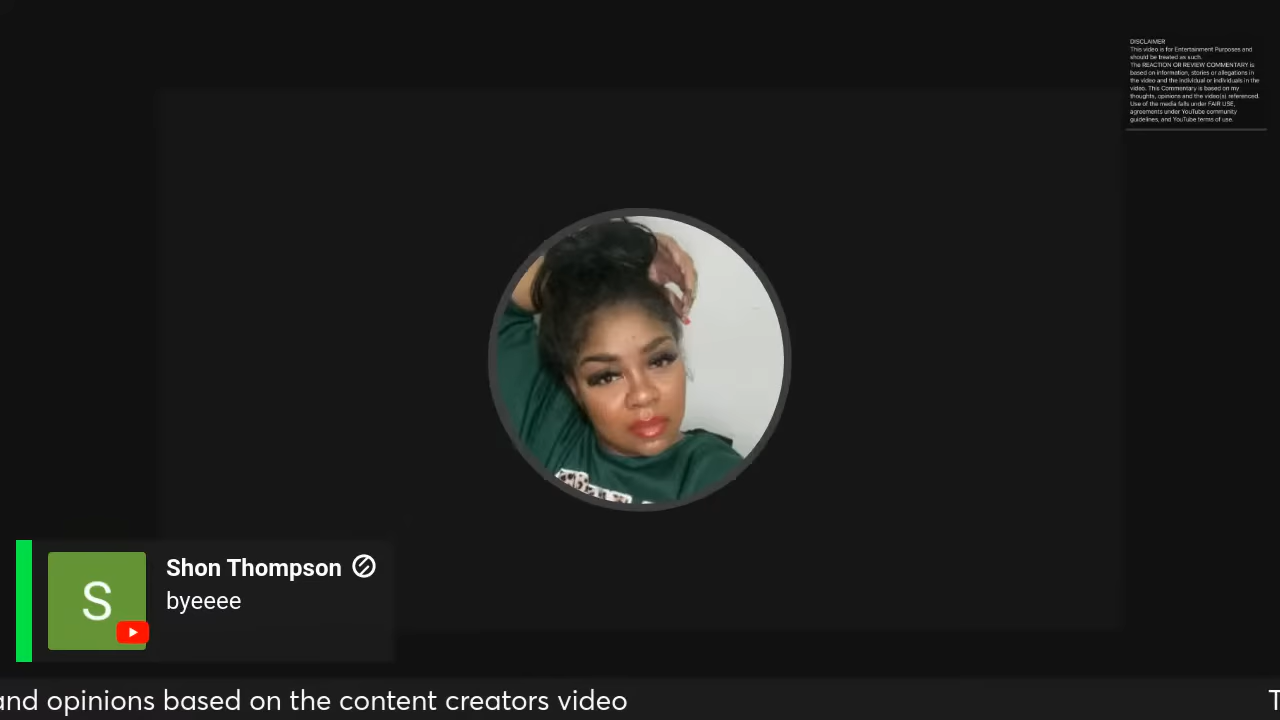 DISCLAIMER
This video is for Entertainment Purposes and
should be treated as such.
The REACTION OR REVIEW COMMENTARY is
based on information, stories or allegations in
the video and the individual or individuals in the
video. This Commentary is based on my
thoughts, opinions and the video(s) referenced.
Use of the media falls under FAIR USE,
agreements under YouTube community
guidelines, and YouTube terms of use.
S
Shon Thompson
byeeee
and opinions based on the content creators video
T